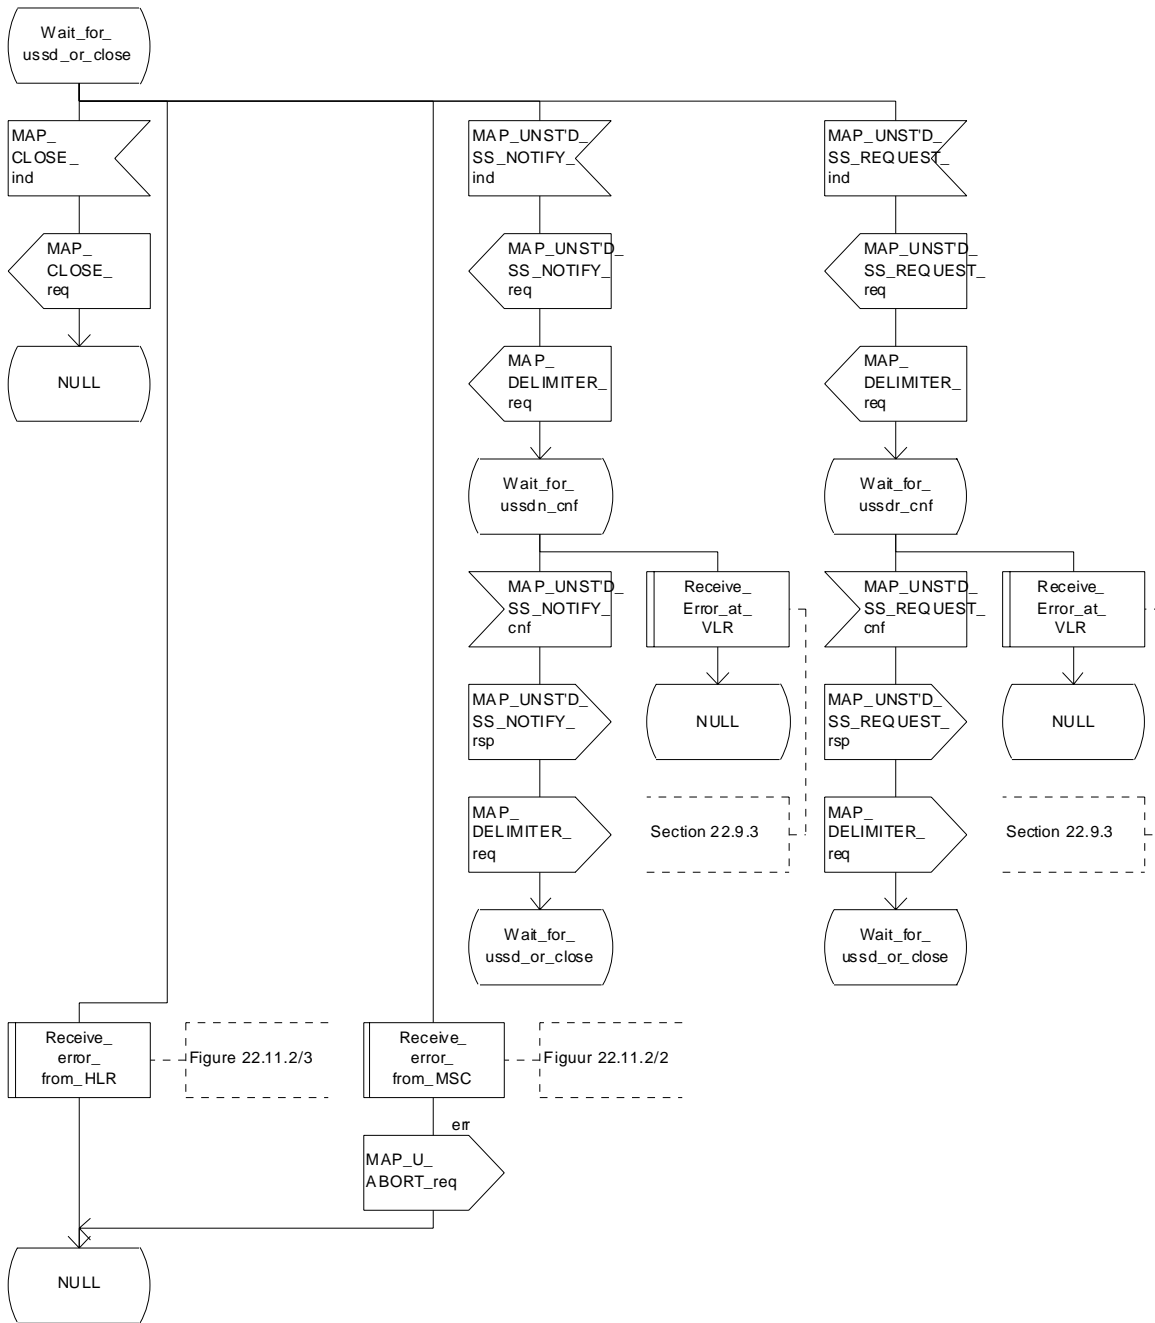 Wait_for_
ussd_or_close
MAP_
CLOSE_
ind
MAP_UNST'D_
SS_NOTIFY_
ind
MAP_UNST'D_
SS_REQUEST_
ind
MAP_
CLOSE_
req
MAP_UNST'D_
SS_NOTIFY_
req
MAP_UNST'D_
SS_REQUEST_
req
NULL
MAP_
DELIMITER_
req
MAP_
DELIMITER_
req
Wait_for_
ussdn_cnf
Wait_for_
ussdr_cnf
MAP_UNST'D_
SS_NOTIFY_
cnf
Receive_
Error_at_
VLR
MAP_UNST'D_
SS_REQUEST_
cnf
Receive_
Error_at_
VLR
MAP_UNST'D_
SS_NOTIFY_
rsp
NULL
MAP_UNST'D_
SS_REQUEST_
rsp
NULL
MAP_
DELIMITER_
req
Section 22.9.3
MAP_
DELIMITER_
req
Section 22.9.3
Wait_for_
ussd_or_close
Wait_for_
ussd_or_close
Receive_
error_
from_HLR
Figure 22.11.2/3
Receive_
error_
from_MSC
Figuur 22.11.2/2
err
MAP_U_
ABORT_req
NULL